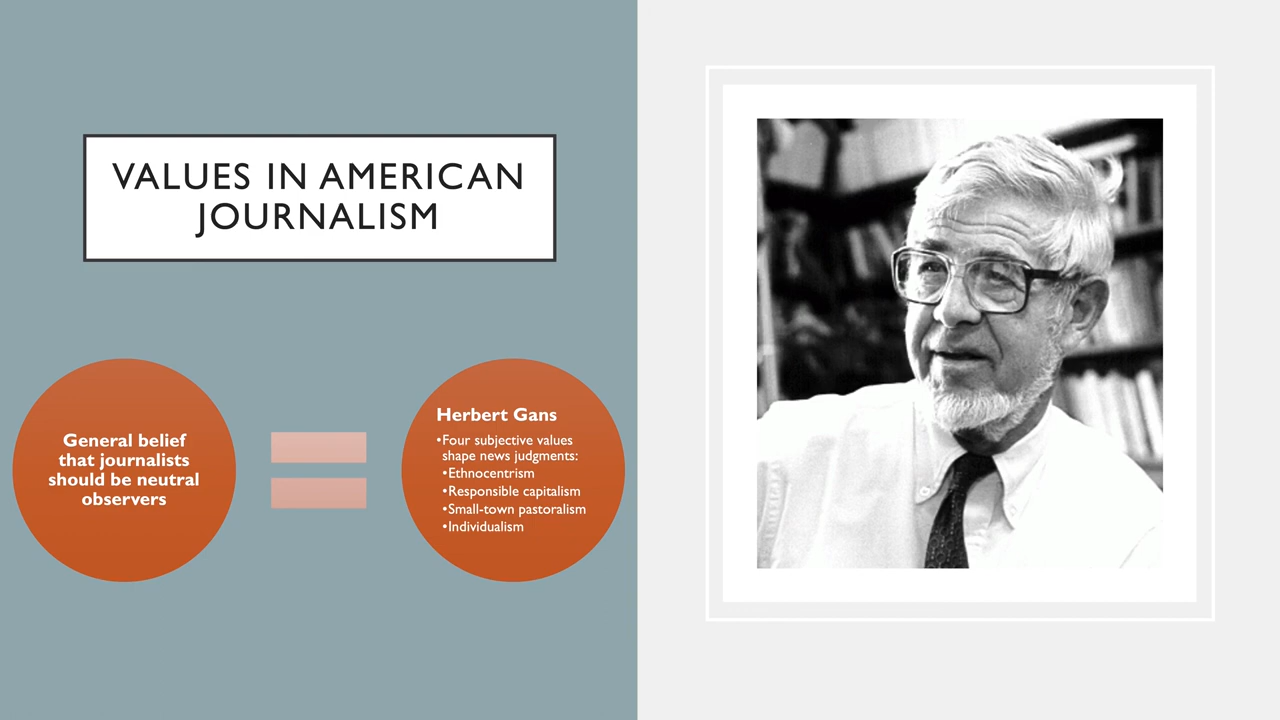 VALUES IN AMERICAN
JOURNALISM
General belief
that journalists
should be neutral
observers
Herbert Gans
•Four subjective values
shape news judgments:
•Ethnocentrism
•Responsible capitalism
•Small-town pastoralism
•Individualism